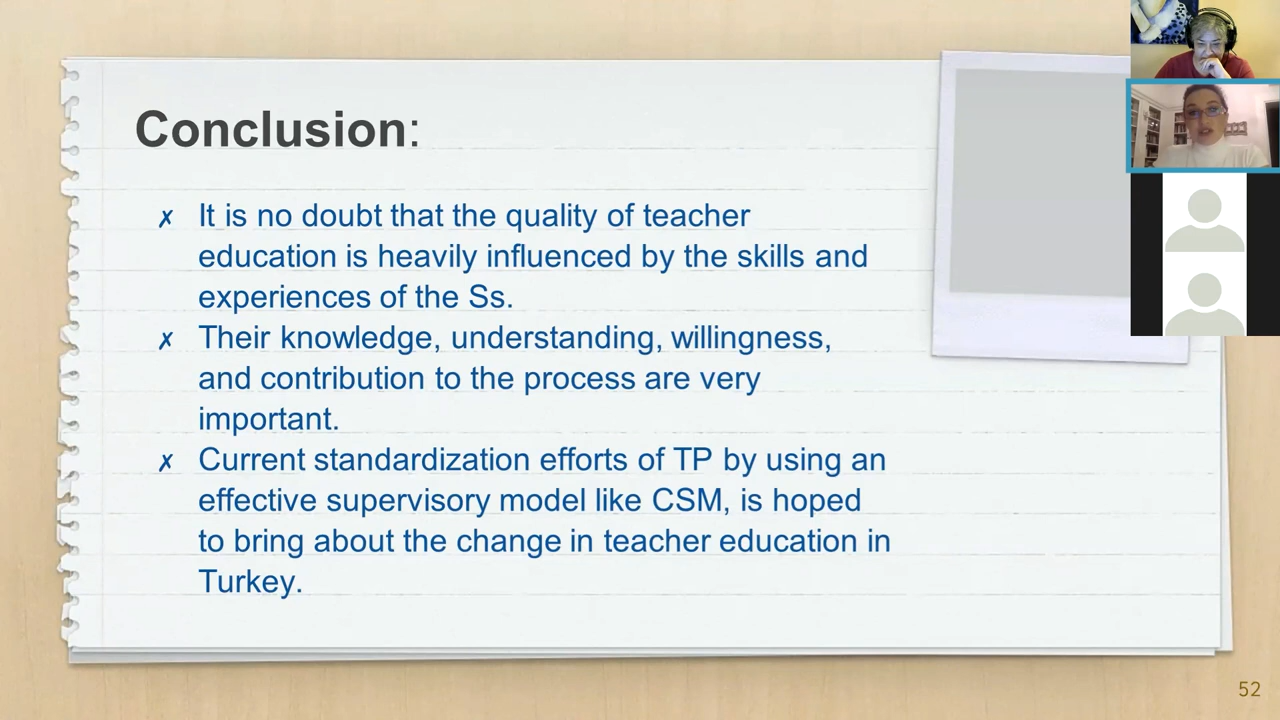 Conclusion:
✗ It is no doubt that the quality of teacher
education is heavily influenced by the skills and
experiences of the Ss.
✗ Their knowledge, understanding, willingness,
and contribution to the process are very
important.
✗ Current standardization efforts of TP by using an
effective supervisory model like CSM, is hoped
to bring about the change in teacher education in
Turkey.
52